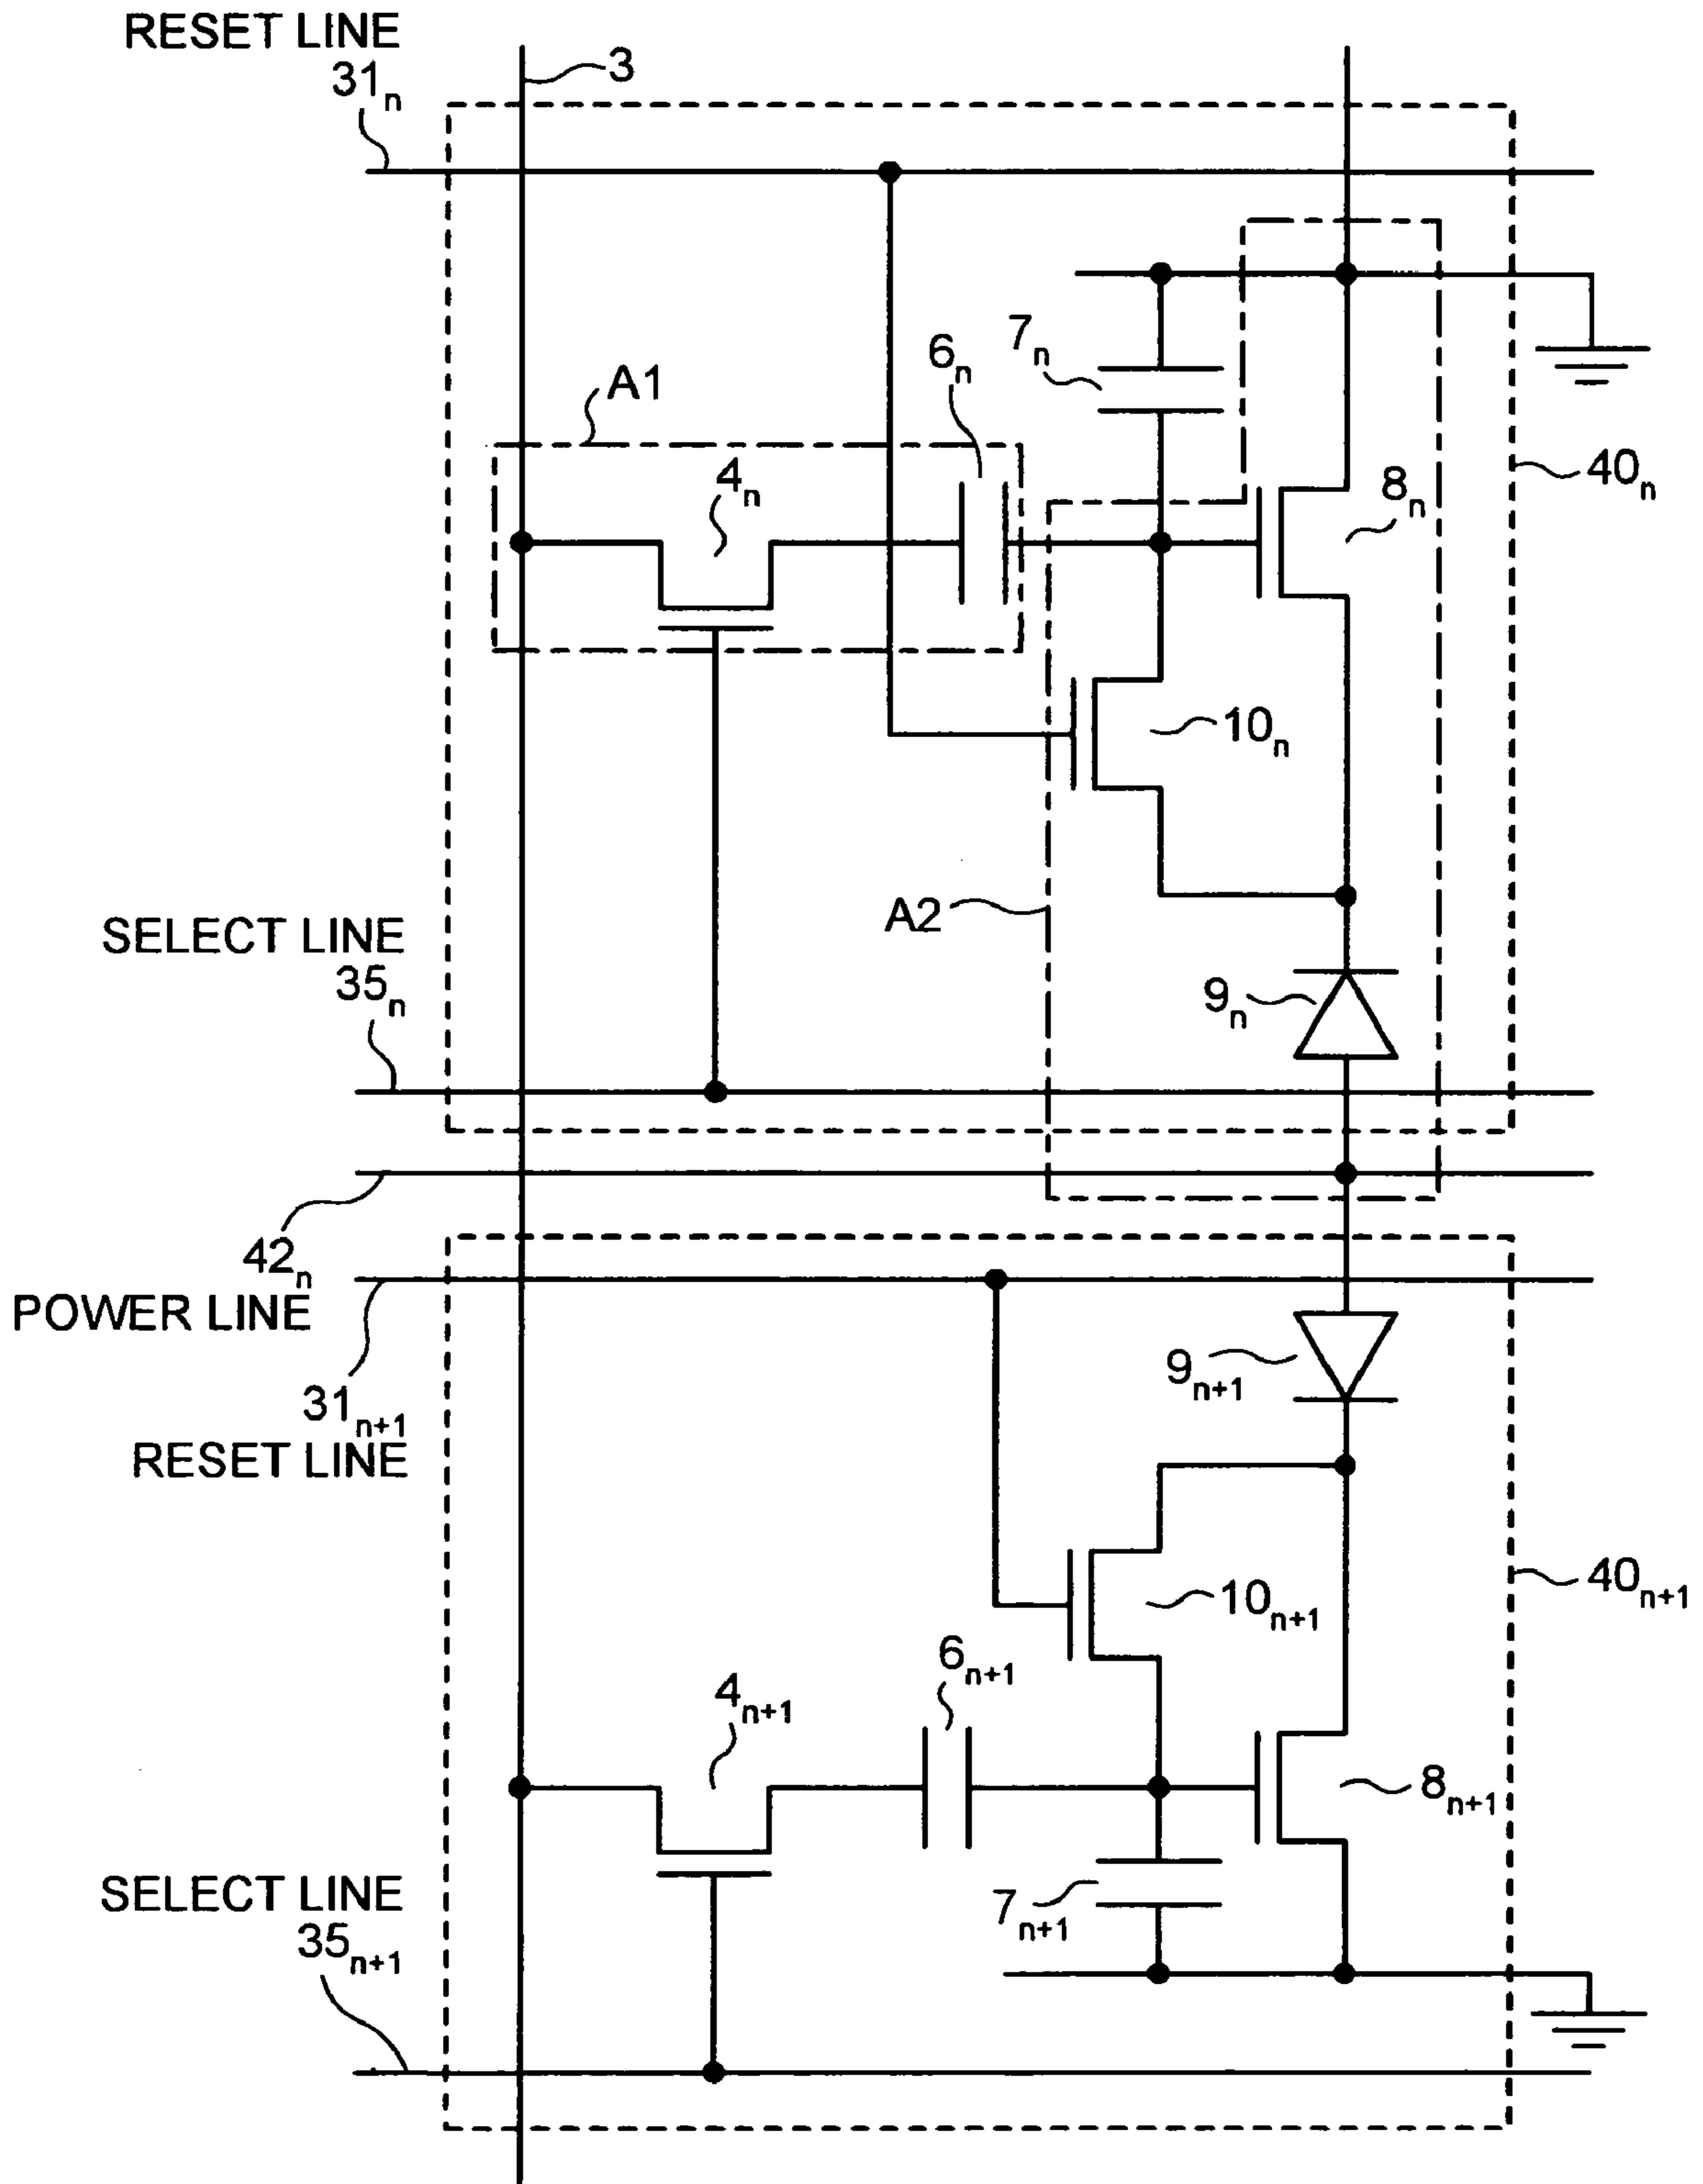 RESET LINE
31n
3
7n
6n
A1
4n
8n
40n
10n
A2
SELECT LINE
35n
9n
42n
POWER LINE
9n+1
31n+1
RESET LINE
40n+1
10n+1
6n+1
4n+1
8n+1
SELECT LINE
35n+1
7n+1